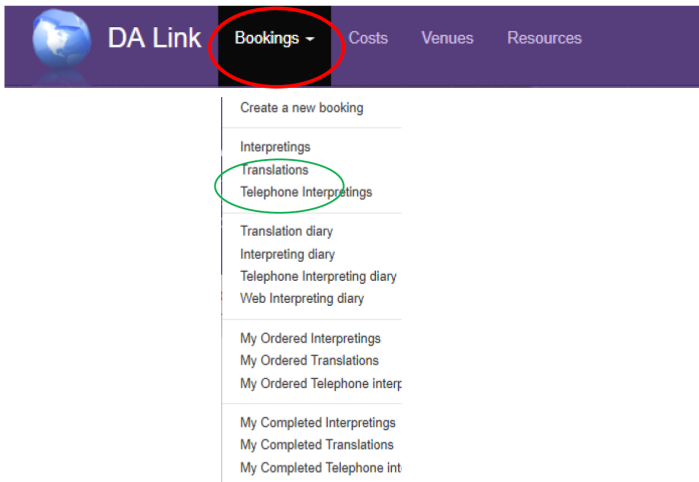 DA Link Bookings Costs Venues Resources
Create a new booking
Interpretings
Translations
Telephone Interpretings
Translation diary
Interpreting diary
Telephone Interpreting diary
Web Interpreting diary
My Ordered Interpretings
My Ordered Translations
My Ordered Telephone interp
My Completed Interpretings
My Completed Translations
My Completed Telephone int